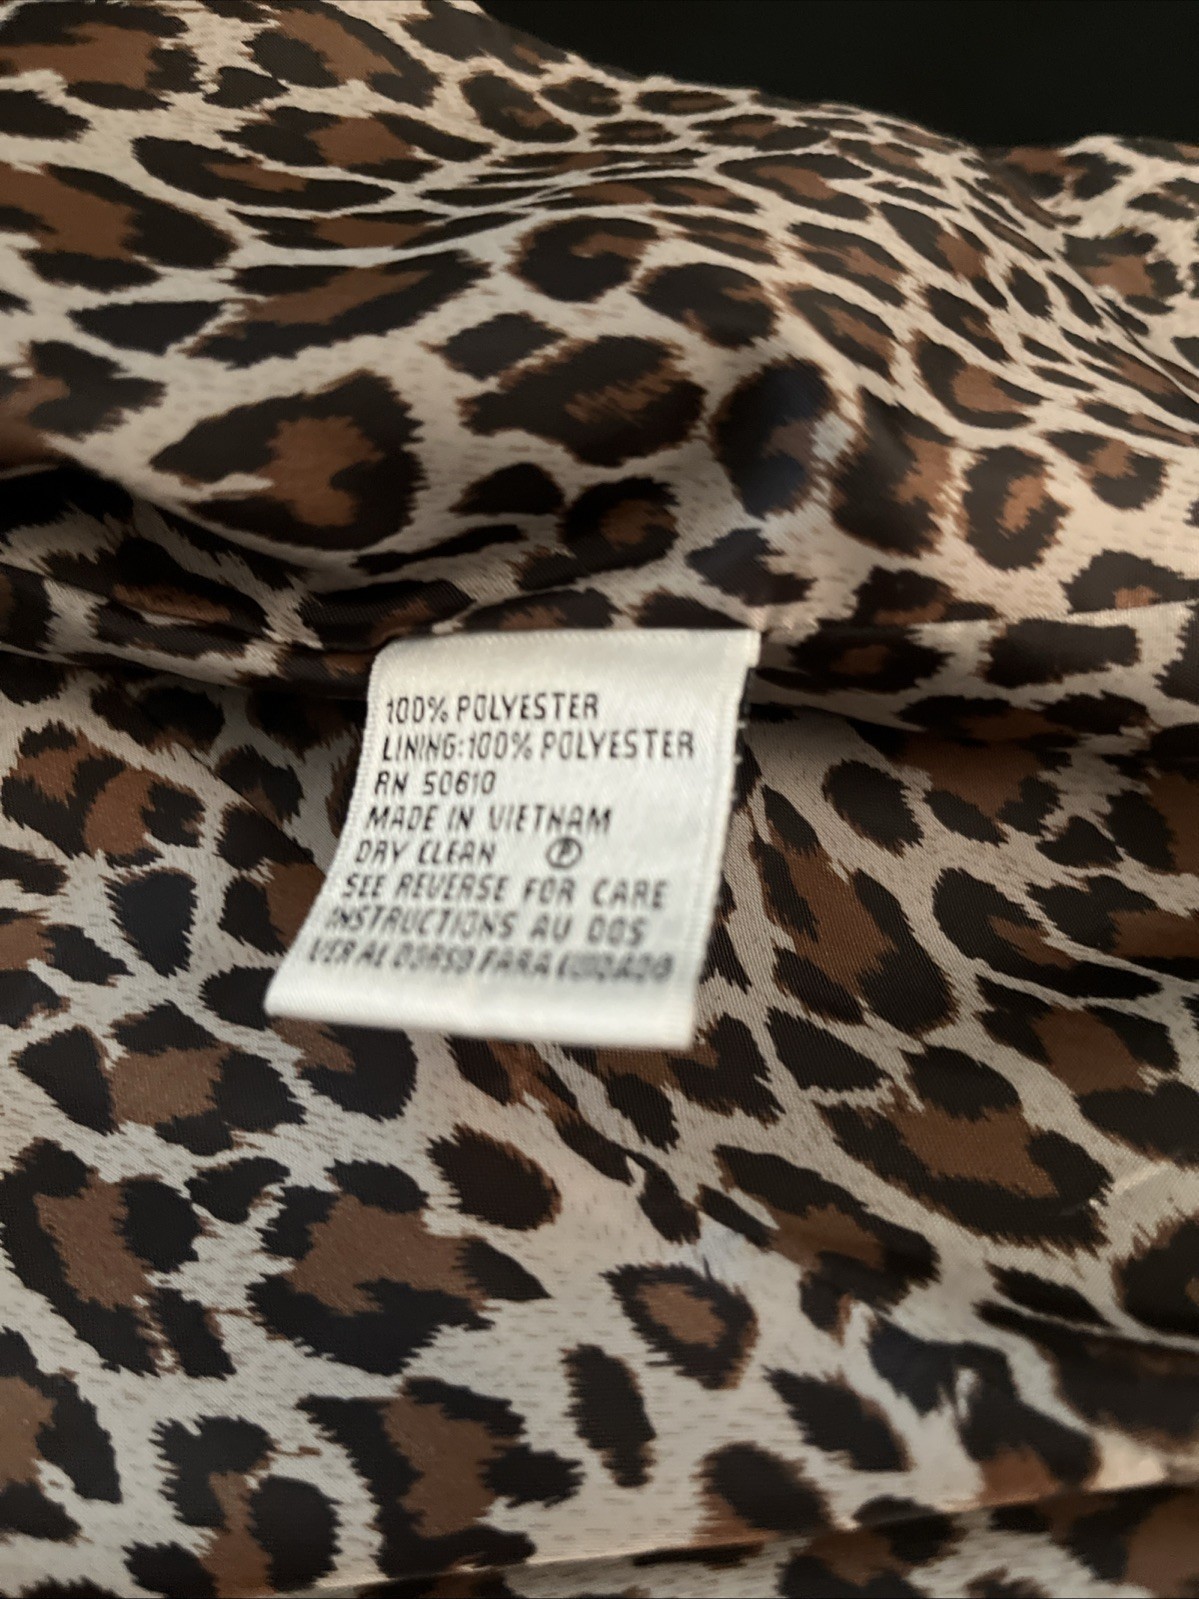 100% POLYESTER
LINING:100% POLYESTER
RN 50610
MADE IN VIETNAM
DRY CLEAN Ⓟ
SEE REVERSE FOR CARE
INSTRUCTIONS AU DOS
VER AL DORSO PARA CUIDADO